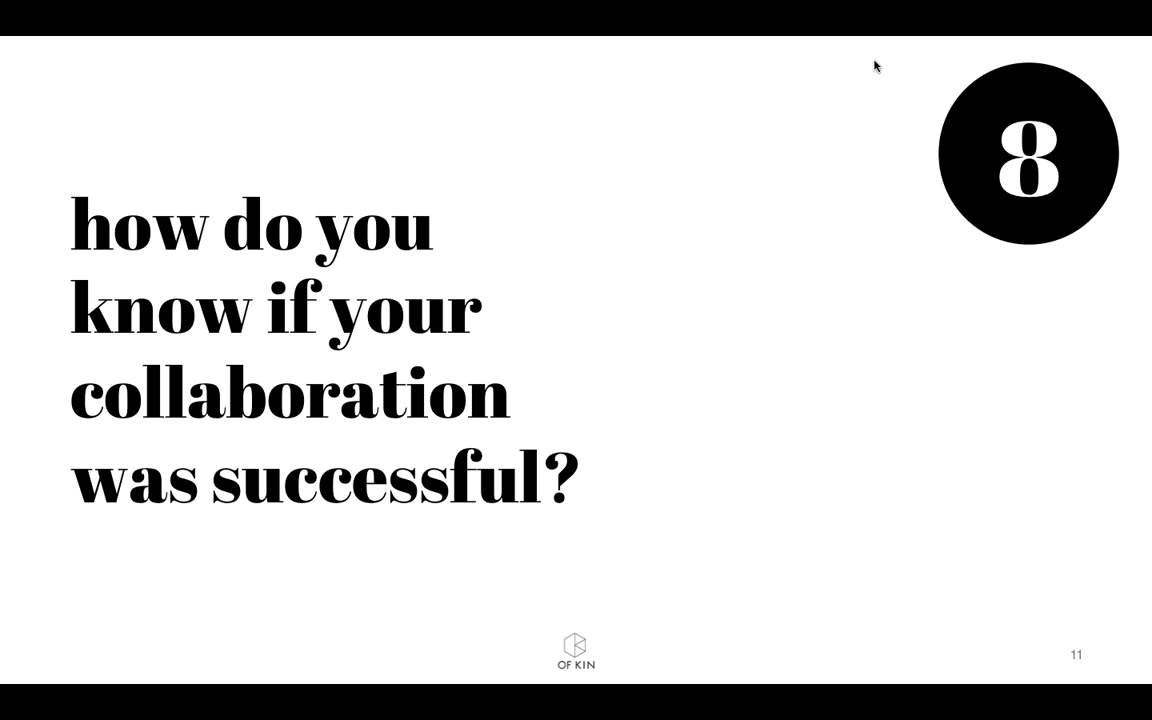 8
how do you
know if your
collaboration
was successful?
OF KIN
11